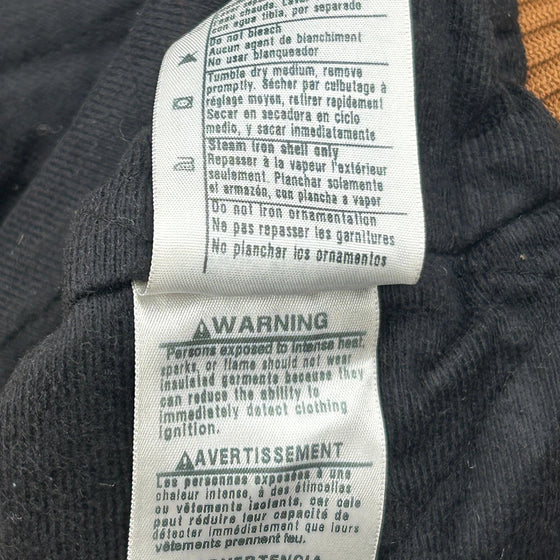 eau chaude. Lav
con agua tibia, por separado
Do not bleach
Aucun agent de blanchiment
No usar blanqueador
Tumble dry medium, remove
promptly. Sécher par culbutage à
réglage moyen, retirer rapidement
Secar en secadora en ciclo
medio, y sacar inmediatamente
Steam iron shell only
Repasser à la vapeur l'extérieur
seulement. Planchar solamente
el armazón, con plancha a vapor
Do not iron ornamentation
Ne pas repasser les garnitures
No planchar los ornamentos
WARNING
Persons exposed to intense heat,
sparks, or flame should not wear
insulated garments because they
can reduce the ability to
immediately detect clothing
ignition.
AVERTISSEMENT
Les personnes exposées à une
chaleur intense, à des étincelles
ou vêtements isolants, car cela
peut réduire leur capacité de
détecter immédiatement que leurs
vêtements prennent feu.
ADVERTENCIA